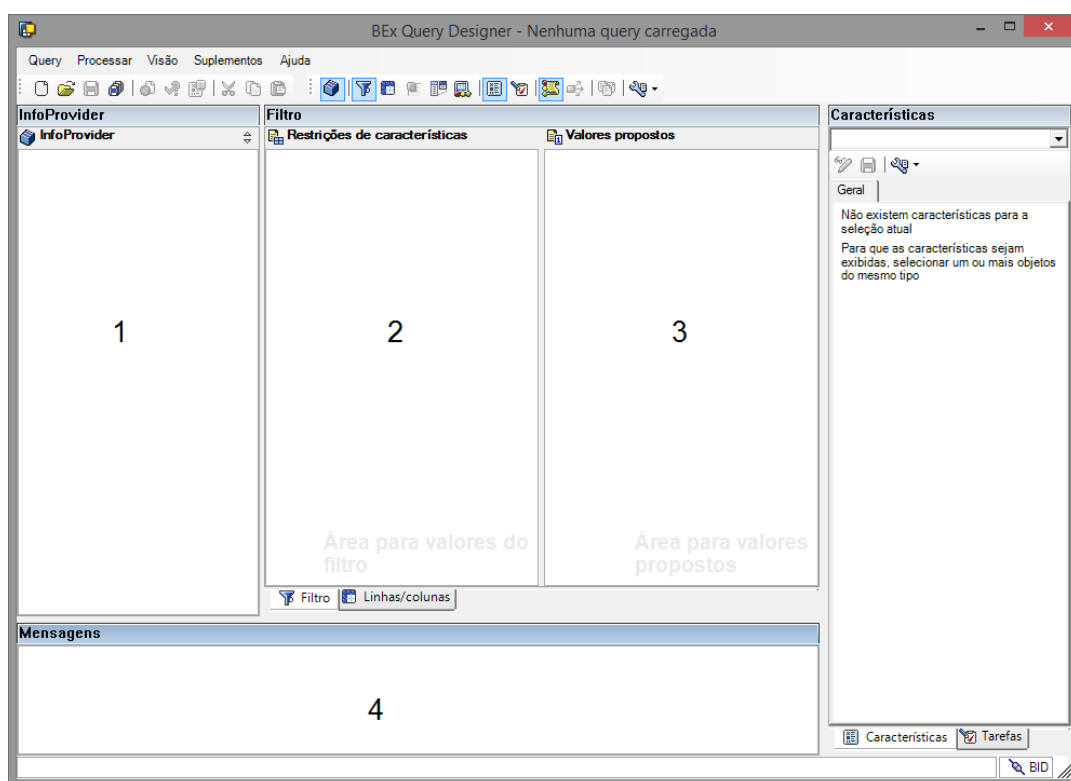 BEx Query Designer - Nenhuma query carregada
Query Processar Visão Suplementos Ajuda
InfoProvider
InfoProvider
1
Filtro
Restrições de características
2
Área para valores do
filtro
Valores propostos
3
Área para valores
propostos
Filtro Linhas/colunas
Mensagens
4
Características
Geral
Não existem características para a
seleção atual
Para que as características sejam
exibidas, selecionar um ou mais objetos
do mesmo tipo
Características Tarefas
BID